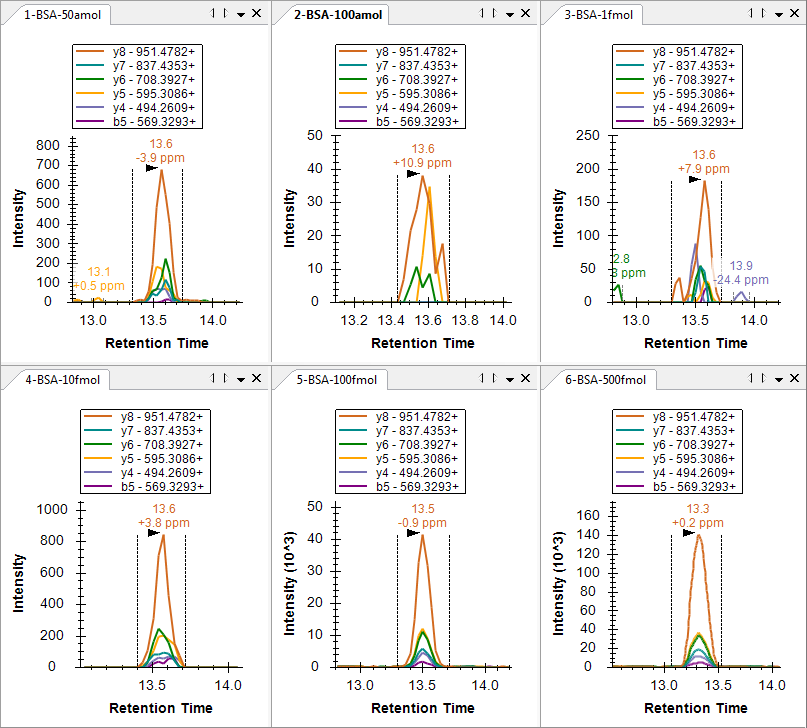 1-BSA-50amol
y8 - 951.4782+
y7 - 837.4353+
y6 - 708.3927+
y5 - 595.3086+
y4 - 494.2609+
b5 - 569.3293+
13.6
-3.9 ppm
13.1
+0.5 ppm
800
700
600
500
400
300
200
100
0
Intensity
13.0
13.5
14.0
Retention Time
2-BSA-100amol
y8 - 951.4782+
y7 - 837.4353+
y6 - 708.3927+
y5 - 595.3086+
y4 - 494.2609+
b5 - 569.3293+
13.6
+10.9 ppm
50
40
30
20
10
0
Intensity
13.2
13.4
13.6
13.8
14.0
Retention Time
3-BSA-1fmol
y8 - 951.4782+
y7 - 837.4353+
y6 - 708.3927+
y5 - 595.3086+
y4 - 494.2609+
b5 - 569.3293+
13.6
+7.9 ppm
2.8
3 ppm
13.9
-24.4 ppm
250
200
150
100
50
0
Intensity
13.0
13.5
14.0
Retention Time
4-BSA-10fmol
y8 - 951.4782+
y7 - 837.4353+
y6 - 708.3927+
y5 - 595.3086+
y4 - 494.2609+
b5 - 569.3293+
13.6
+3.8 ppm
1000
800
600
400
200
0
Intensity
13.5
14.0
Retention Time
5-BSA-100fmol
y8 - 951.4782+
y7 - 837.4353+
y6 - 708.3927+
y5 - 595.3086+
y4 - 494.2609+
b5 - 569.3293+
13.5
-0.9 ppm
50
40
30
20
10
0
Intensity (10^3)
13.0
13.5
14.0
Retention Time
6-BSA-500fmol
y8 - 951.4782+
y7 - 837.4353+
y6 - 708.3927+
y5 - 595.3086+
y4 - 494.2609+
b5 - 569.3293+
13.3
+0.2 ppm
160
140
120
100
80
60
40
20
0
Intensity (10^3)
13.0
13.5
14.0
Retention Time